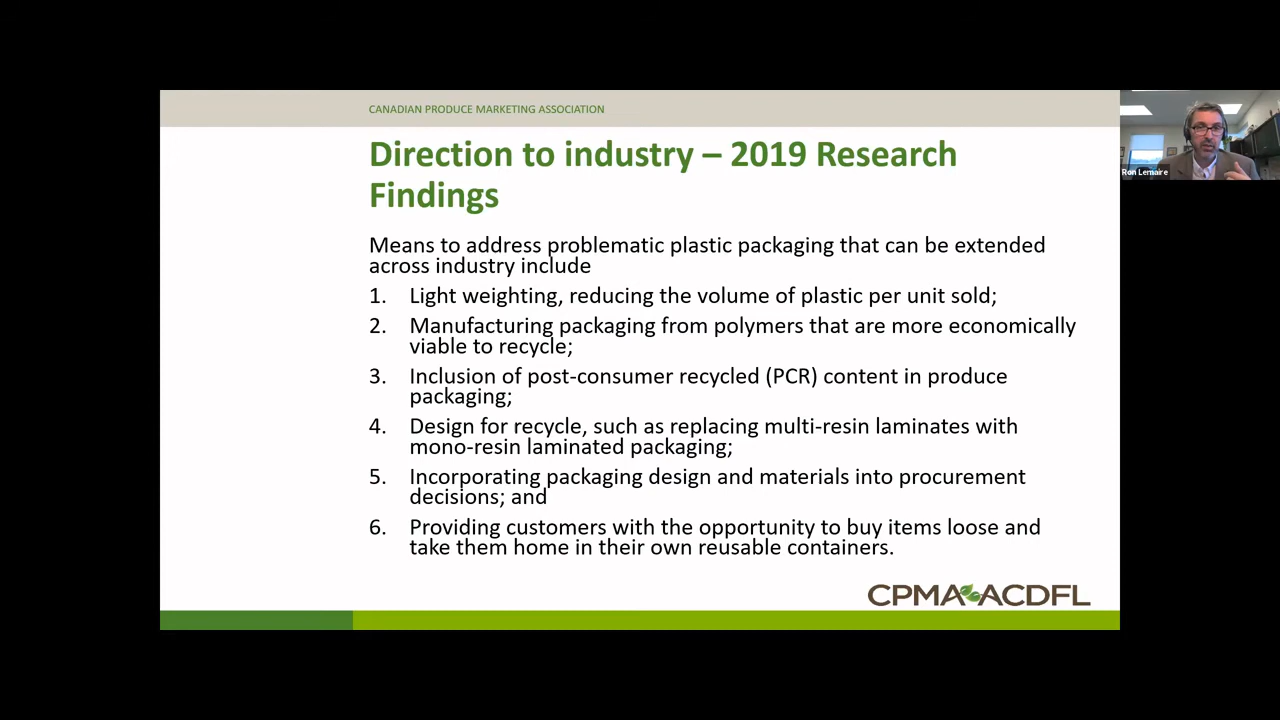 CANADIAN PRODUCE MARKETING ASSOCIATION
Direction to industry – 2019 Research
Findings
Means to address problematic plastic packaging that can be extended
across industry include
1. Light weighting, reducing the volume of plastic per unit sold;
2. Manufacturing packaging from polymers that are more economically
viable to recycle;
3. Inclusion of post-consumer recycled (PCR) content in produce
packaging;
4. Design for recycle, such as replacing multi-resin laminates with
mono-resin laminated packaging;
5. Incorporating packaging design and materials into procurement
decisions; and
6. Providing customers with the opportunity to buy items loose and
take them home in their own reusable containers.
CPMA ACDFL
Ron Lemaire